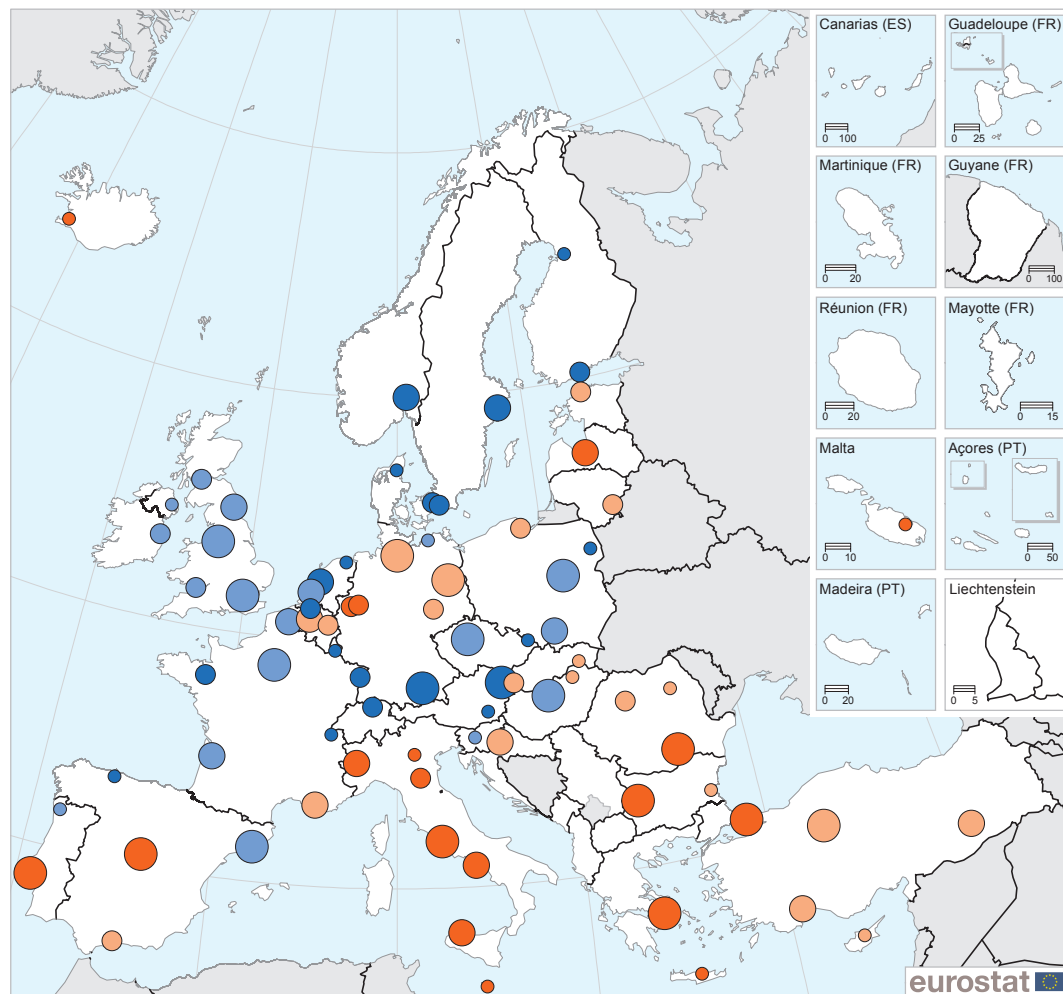 Canarias (ES)
0 100
Guadeloupe (FR)
0 25
Martinique (FR)
0 20
Guyane (FR)
0 100
Réunion (FR)
0 20
Mayotte (FR)
0 15
Malta
0 10
Açores (PT)
0 50
Madeira (PT)
0 20
Liechtenstein
0 5
eurostat